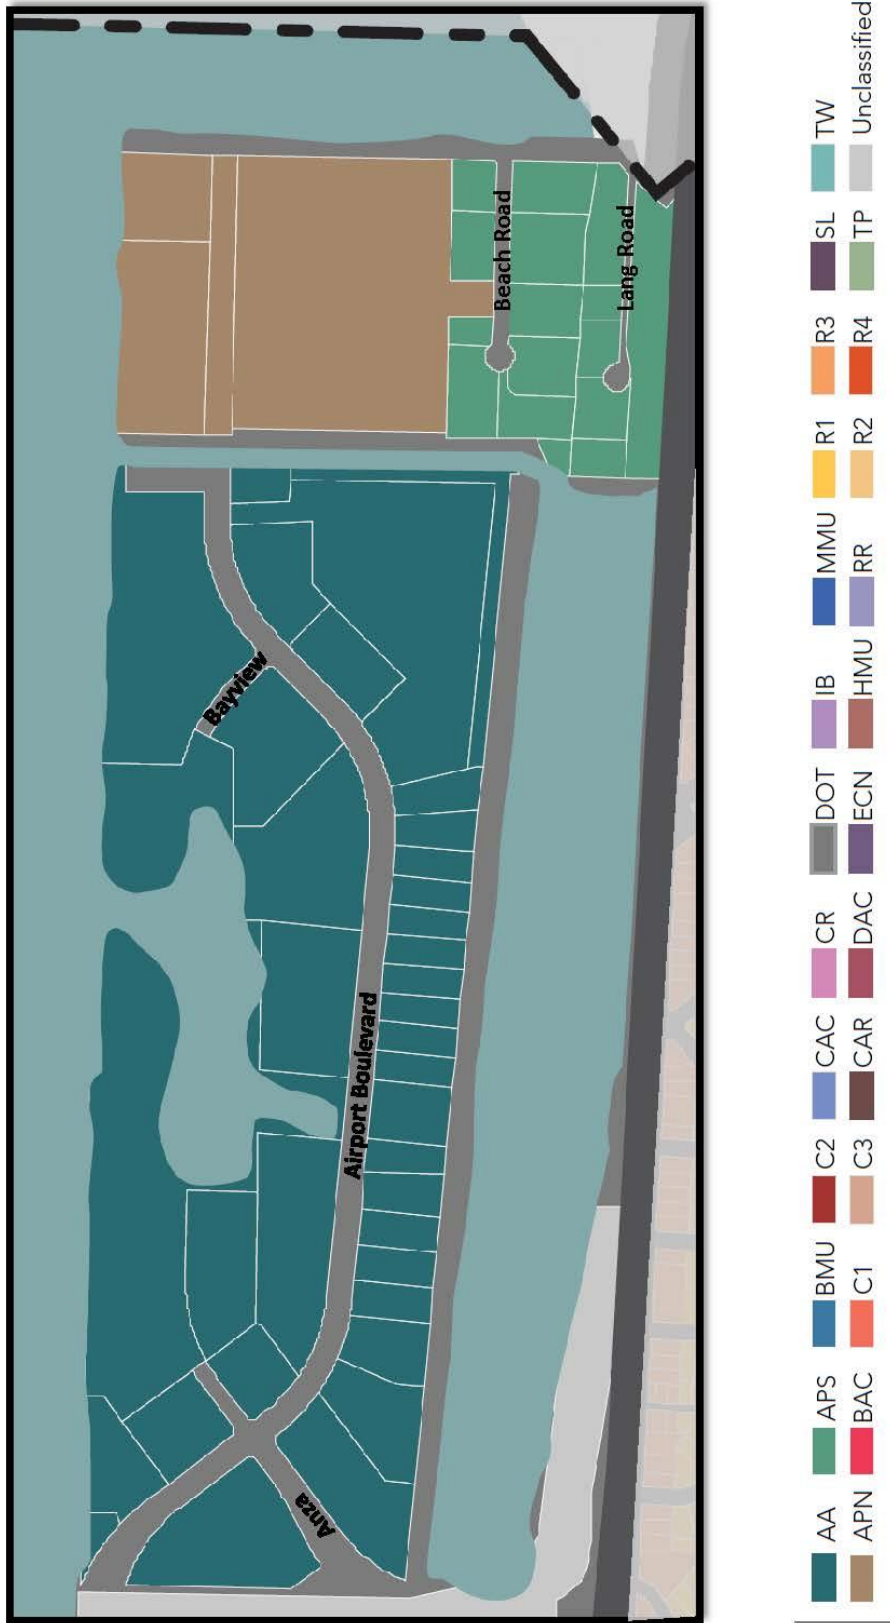 Beach Road
Lang Road
Bayview
Airport Boulevard
Anza
AA APS BMU C2 CAC CR DOT IB MMU R1 R3 SL TW
APN BAC C1 C3 CAR DAC ECN HMU RR R2 R4 TP Unclassified